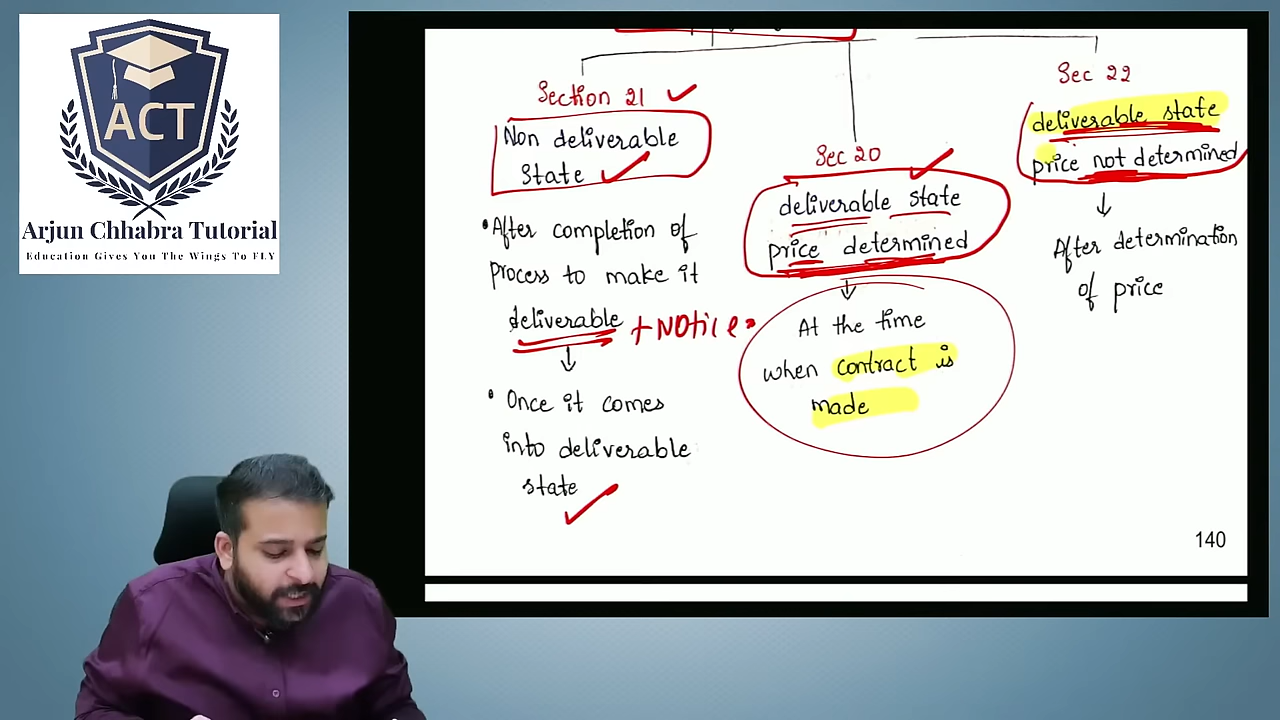 ACT
Arjun Chhabra Tutorial
Education Gives You The Wings To FLY
Section 21
Non deliverable
State
•After completion of
process to make it
deliverable + Notice
• Once it comes
into deliverable
state
Sec 20
deliverable state
price determined
At the time
when contract is
made
Sec 22
deliverable state
price not determined
After determination
of price
140